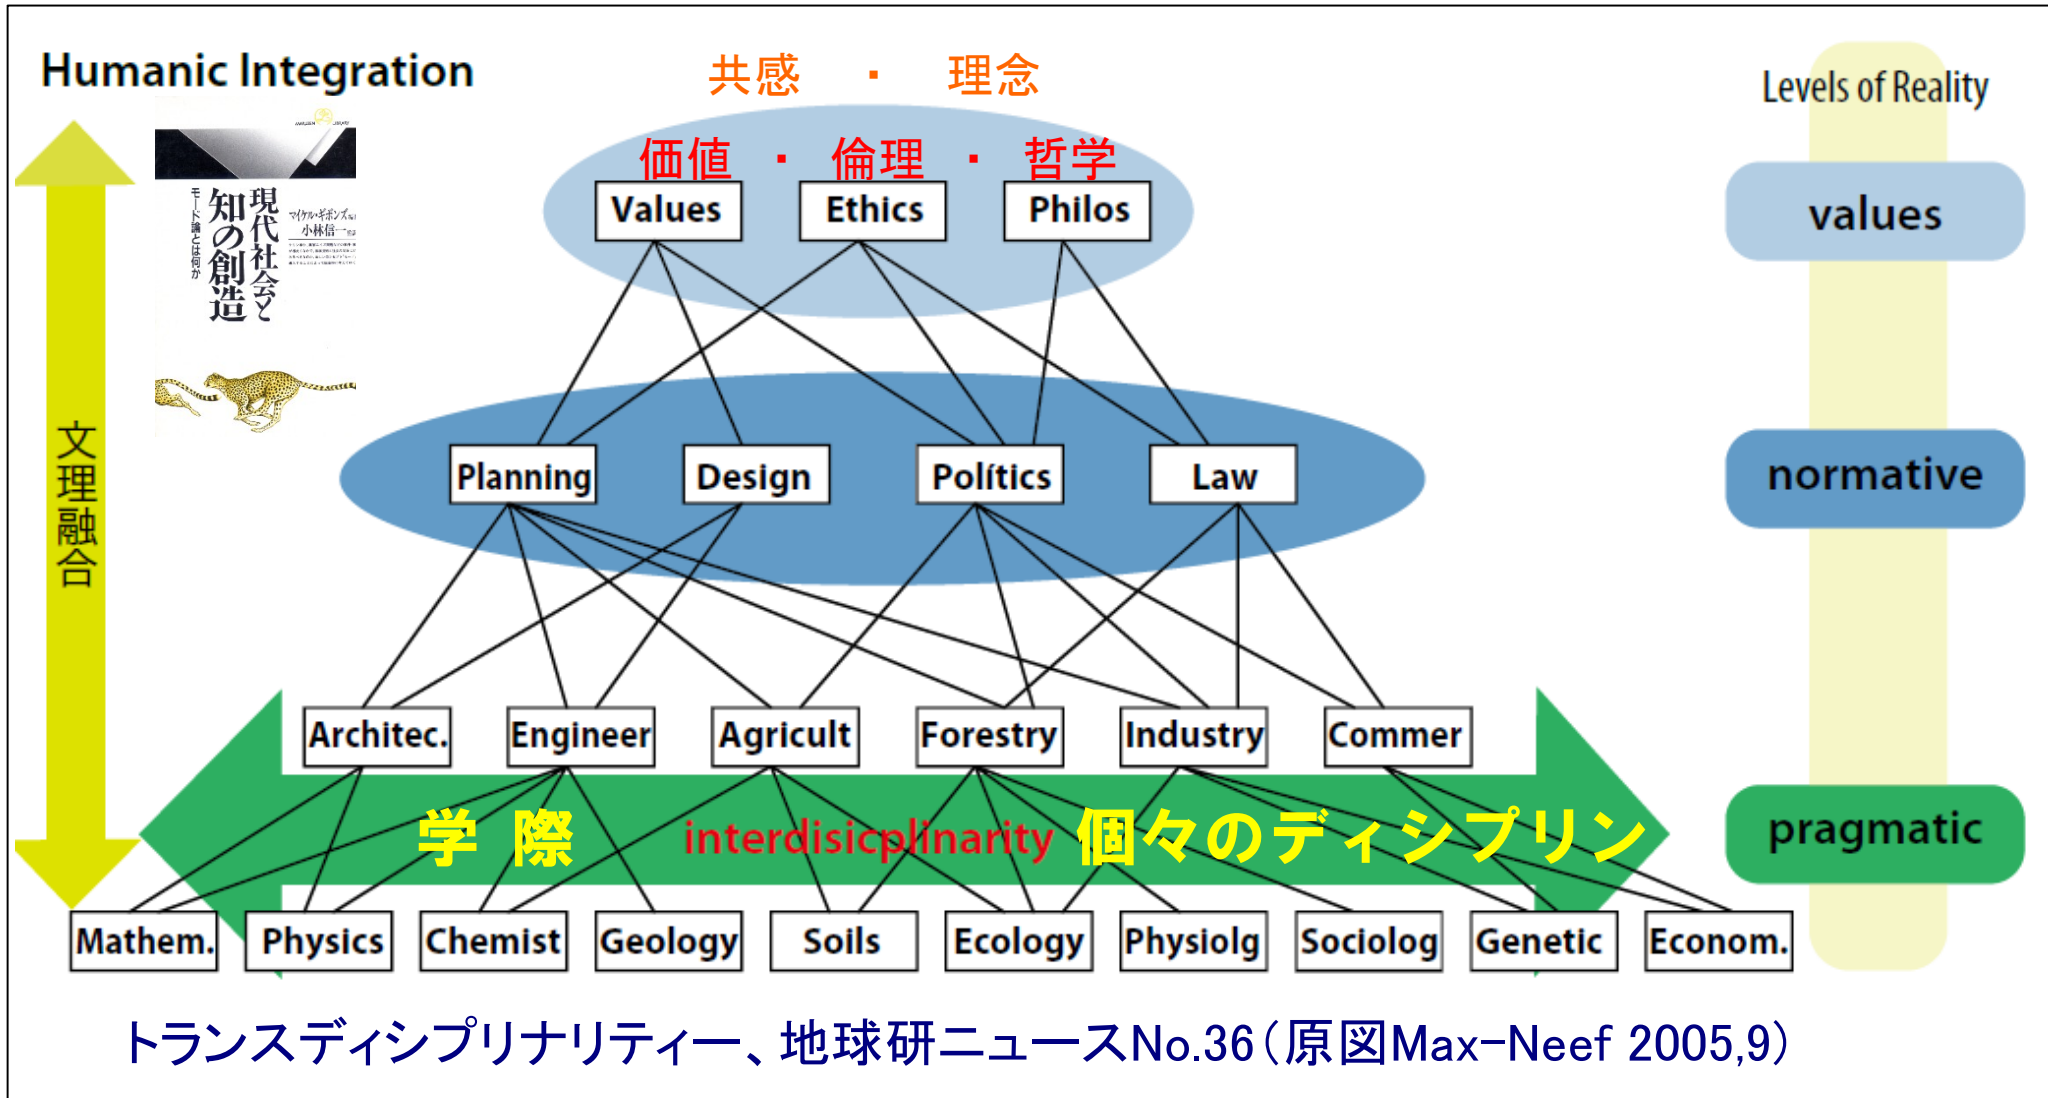 Humanic Integration
共感 ・ 理念
Levels of Reality
価値 ・ 倫理 ・ 哲学
Values Ethics Philos
values
現代社会と
知の創造
モード論とは何か
マイケル・ギボンズ
小林信一
文理融合
Planning Design Polítics Law
normative
Architec. Engineer Agricult Forestry Industry Commer
学 際 interdisicplinarity 個々のディシプリン
pragmatic
Mathem. Physics Chemist Geology Soils Ecology Physiolg Sociolog Genetic Econom.
トランスディシプリナリティー、地球研ニュースNo.36（原図Max-Neef 2005,9）